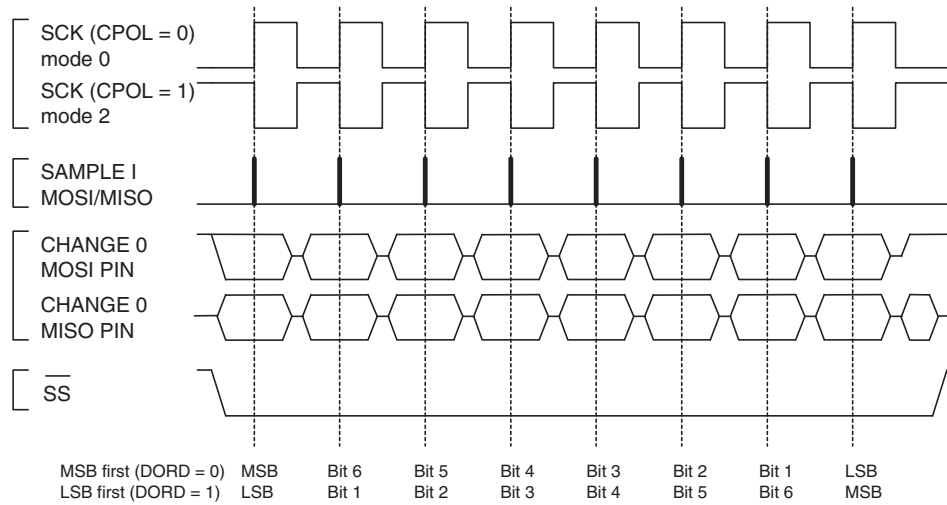 SCK (CPOL = 0)
mode 0
SCK (CPOL = 1)
mode 2
SAMPLE I
MOSI/MISO
CHANGE 0
MOSI PIN
CHANGE 0
MISO PIN
SS
MSB first (DORD = 0) MSB Bit 6 Bit 5 Bit 4 Bit 3 Bit 2 Bit 1 LSB
LSB first (DORD = 1) LSB Bit 1 Bit 2 Bit 3 Bit 4 Bit 5 Bit 6 MSB